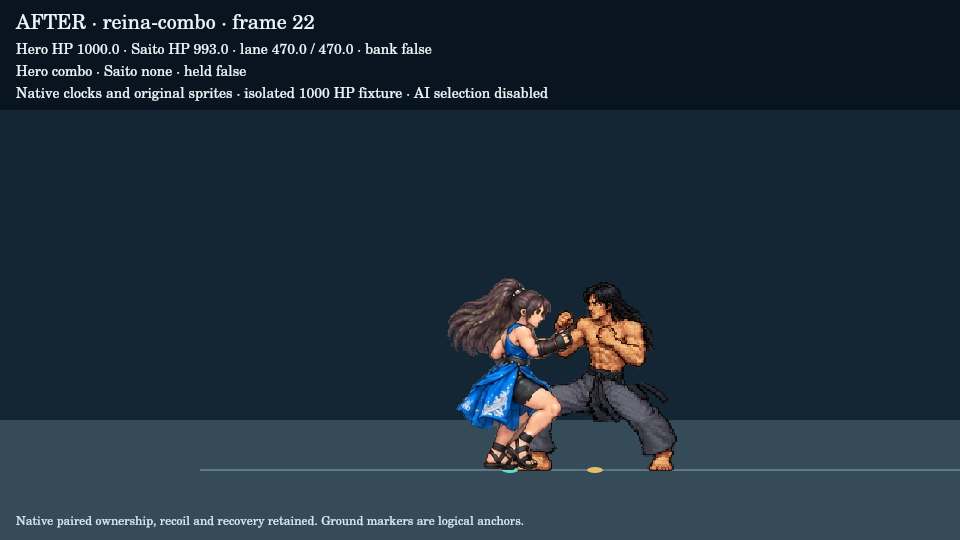 AFTER · reina-combo · frame 22
Hero HP 1000.0 · Saito HP 993.0 · lane 470.0 / 470.0 · bank false
Hero combo · Saito none · held false
Native clocks and original sprites · isolated 1000 HP fixture · AI selection disabled
Native paired ownership, recoil and recovery retained. Ground markers are logical anchors.